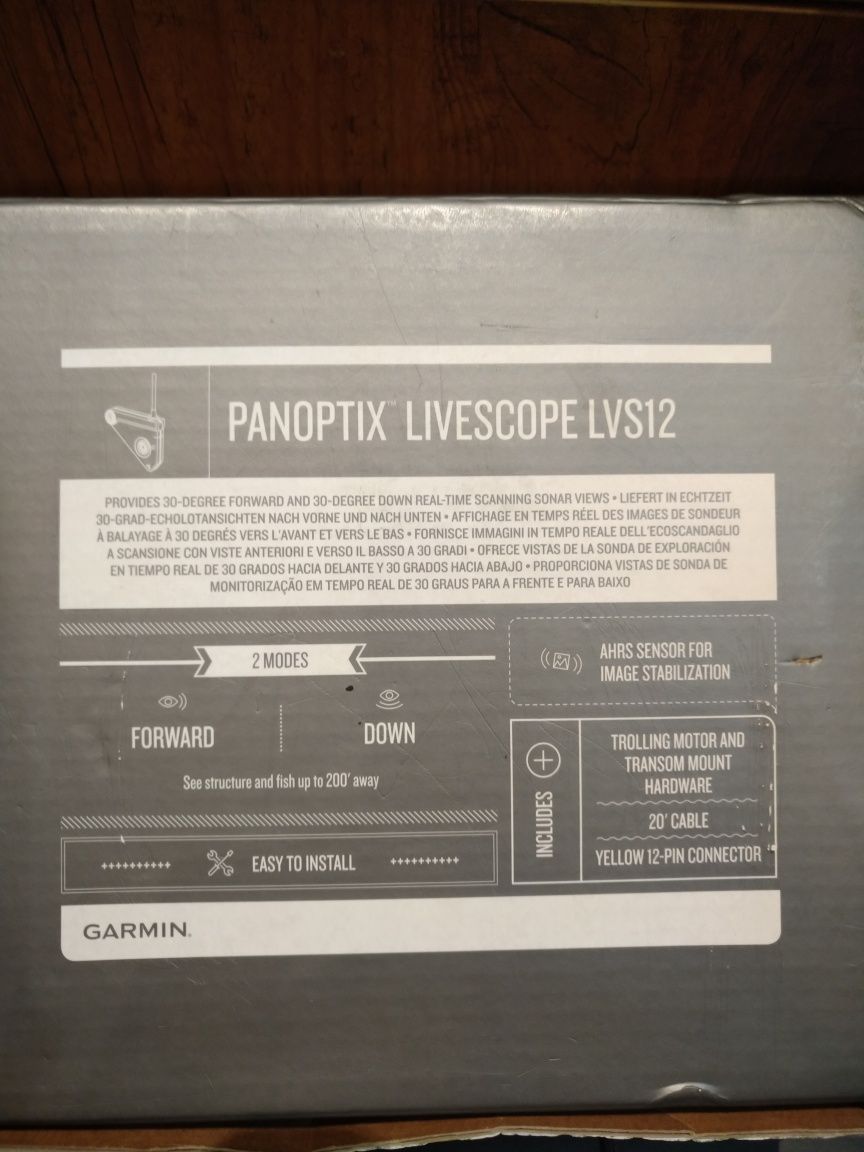 PANOPTIX™ LIVESCOPE LVS12
PROVIDES 30-DEGREE FORWARD AND 30-DEGREE DOWN REAL-TIME SCANNING SONAR VIEWS • LIEFERT IN ECHTZEIT
30-GRAD-ECHOLOTANSICHTEN NACH VORNE UND NACH UNTEN • AFFICHAGE EN TEMPS RÉEL DES IMAGES DE SONDEUR
À BALAYAGE À 30 DEGRÉS VERS L'AVANT ET VERS LE BAS • FORNISCE IMMAGINI IN TEMPO REALE DELL'ECOSCANDAGLIO
A SCANSIONE CON VISTE ANTERIORI E VERSO IL BASSO A 30 GRADI • OFRECE VISTAS DE LA SONDA DE EXPLORACIÓN
EN TIEMPO REAL DE 30 GRADOS HACIA DELANTE Y 30 GRADOS HACIA ABAJO • PROPORCIONA VISTAS DE SONDA DE
MONITORIZAÇÃO EM TEMPO REAL DE 30 GRAUS PARA A FRENTE E PARA BAIXO
2 MODES
FORWARD
DOWN
See structure and fish up to 200' away
EASY TO INSTALL
AHRS SENSOR FOR
IMAGE STABILIZATION
INCLUDES
TROLLING MOTOR AND
TRANSOM MOUNT
HARDWARE
20' CABLE
YELLOW 12-PIN CONNECTOR
GARMIN®